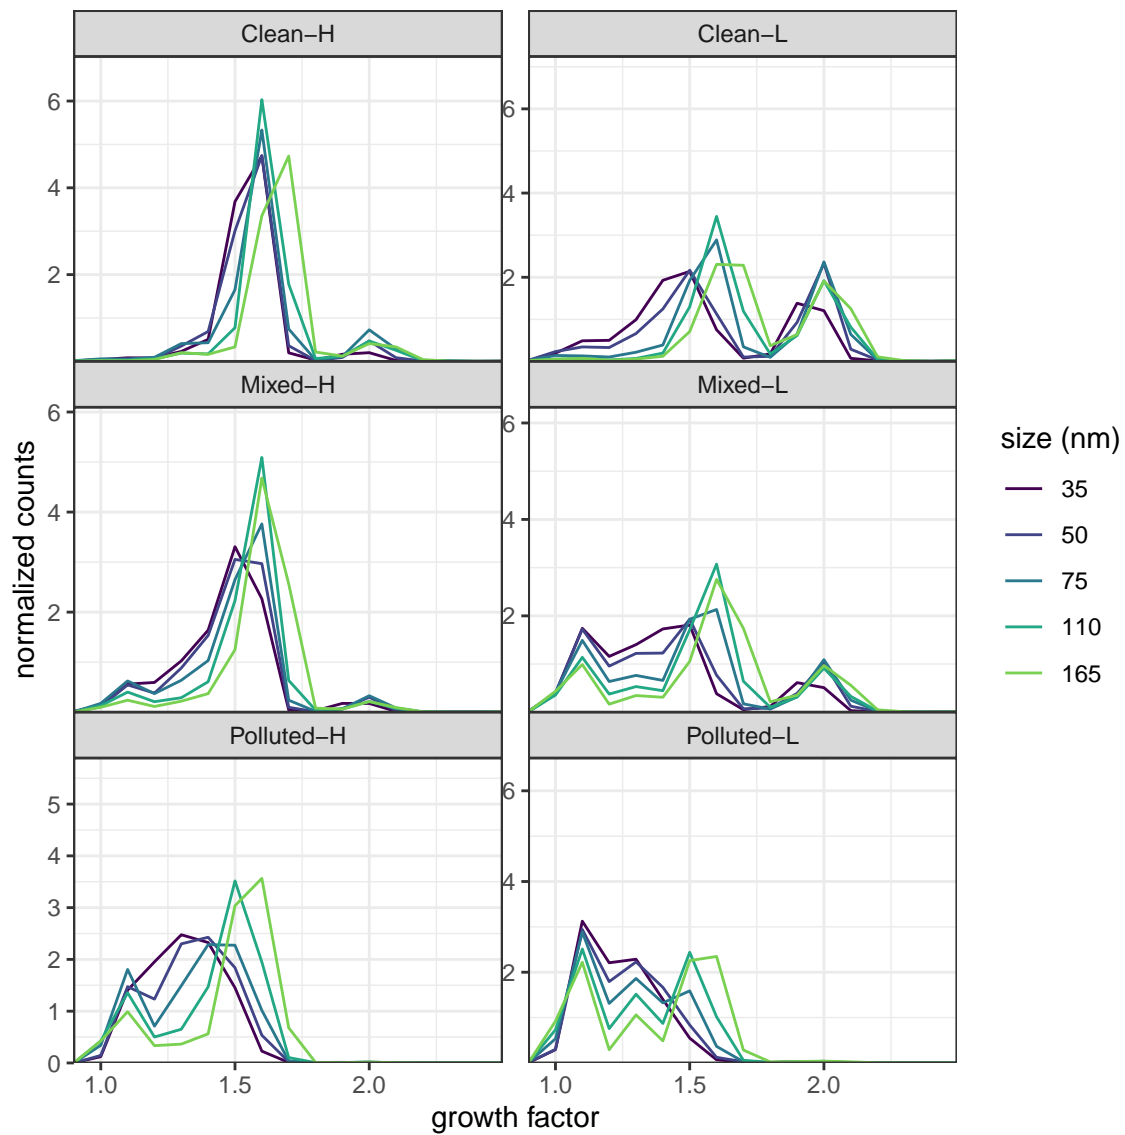 Clean−H
Clean−L
6
4
2
6
4
2
Mixed−H
Mixed−L
6
4
2
6
4
2
Polluted−H
Polluted−L
5
4
3
2
1
0
6
4
2
1.0 1.5 2.0
1.0 1.5 2.0
growth factor
normalized counts
size (nm)
35
50
75
110
165